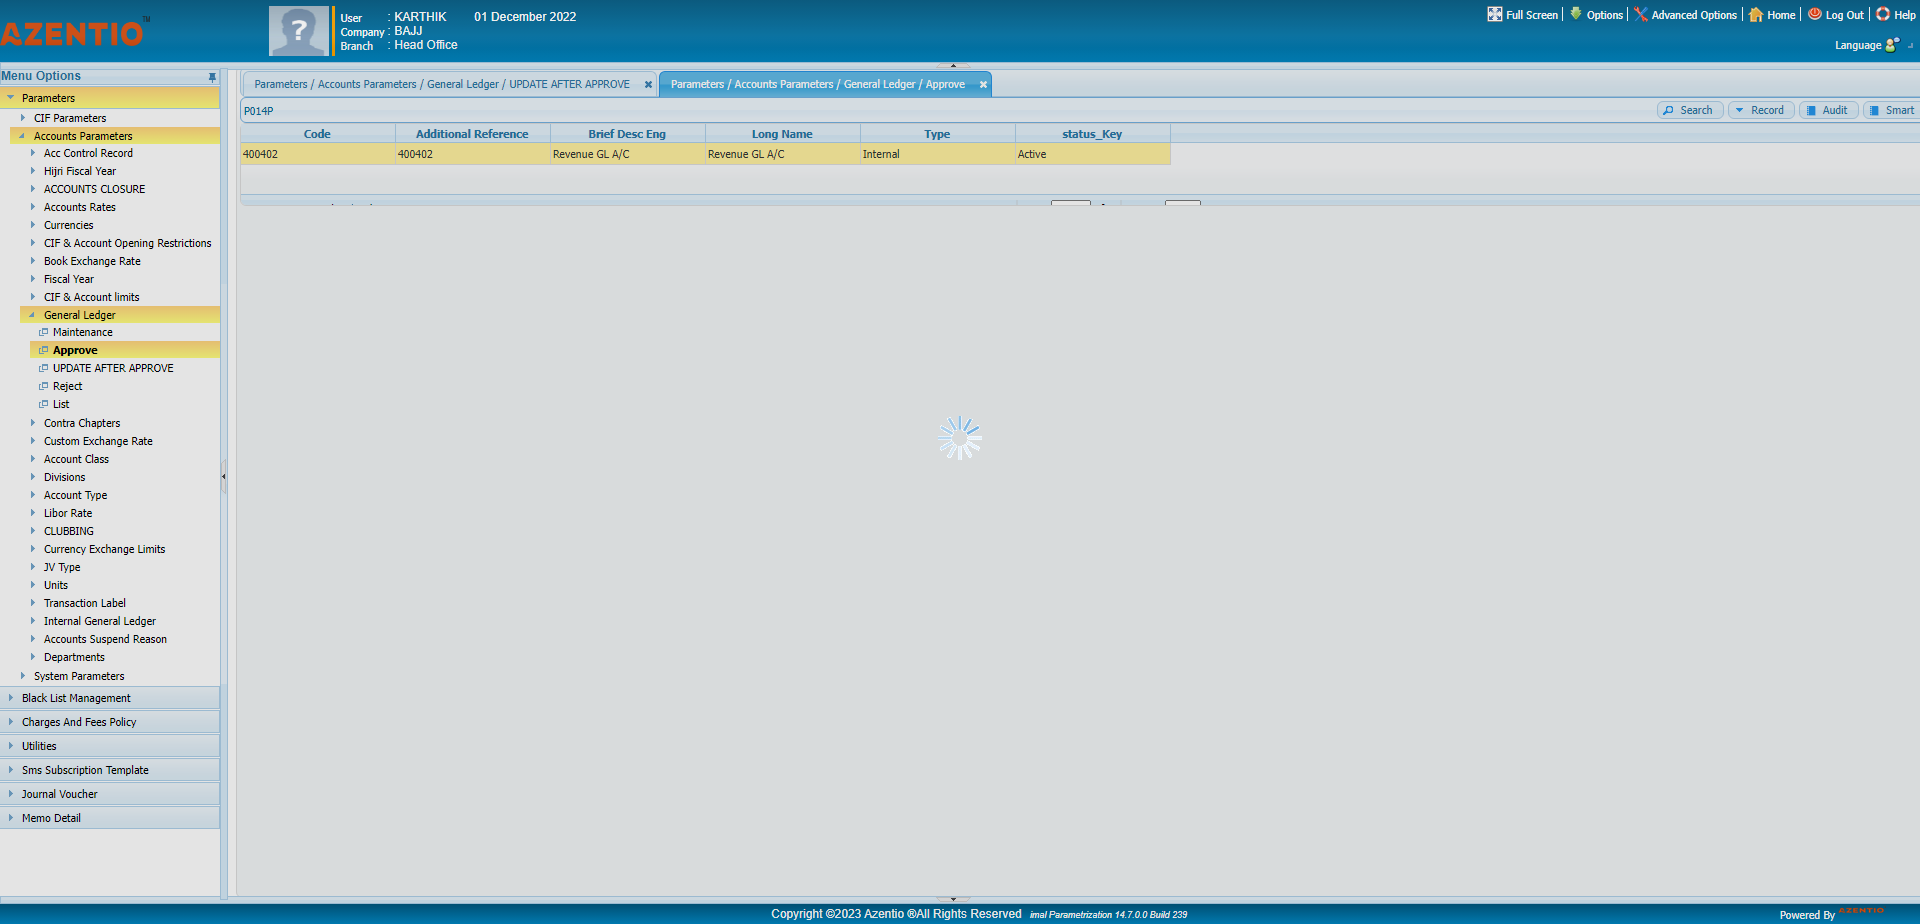 AZENTIO TM
User : KARTHIK 01 December 2022
Company : BAJJ
Branch : Head Office
Full Screen Options Advanced Options Home Log Out Help
Language
Menu Options
Parameters
CIF Parameters
Accounts Parameters
Acc Control Record
Hijri Fiscal Year
ACCOUNTS CLOSURE
Accounts Rates
Currencies
CIF & Account Opening Restrictions
Book Exchange Rate
Fiscal Year
CIF & Account limits
General Ledger
Maintenance
Approve
UPDATE AFTER APPROVE
Reject
List
Contra Chapters
Custom Exchange Rate
Account Class
Divisions
Account Type
Libor Rate
CLUBBING
Currency Exchange Limits
JV Type
Units
Transaction Label
Internal General Ledger
Accounts Suspend Reason
Departments
System Parameters
Black List Management
Charges And Fees Policy
Utilities
Sms Subscription Template
Journal Voucher
Memo Detail
Parameters / Accounts Parameters / General Ledger / UPDATE AFTER APPROVE
Parameters / Accounts Parameters / General Ledger / Approve
P014P
Search Record Audit Smart
Code Additional Reference Brief Desc Eng Long Name Type status_Key
400402 400402 Revenue GL A/C Revenue GL A/C Internal Active
Copyright ©2023 Azentio ®All Rights Reserved imal Parametrization 14.7.0.0 Build 239
Powered By AZENTIO